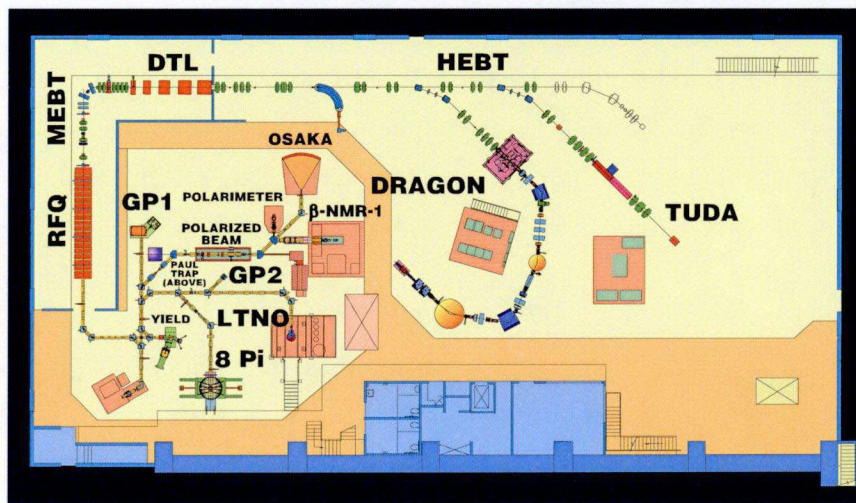 DTL
HEBT
MEBT
RFQ
OSAKA
GP1
POLARIMETER
β-NMR-1
DRAGON
TUDA
POLARIZED
BEAM
PAUL
TRAP
(ABOVE)
GP2
YIELD
LTNO
8 Pi